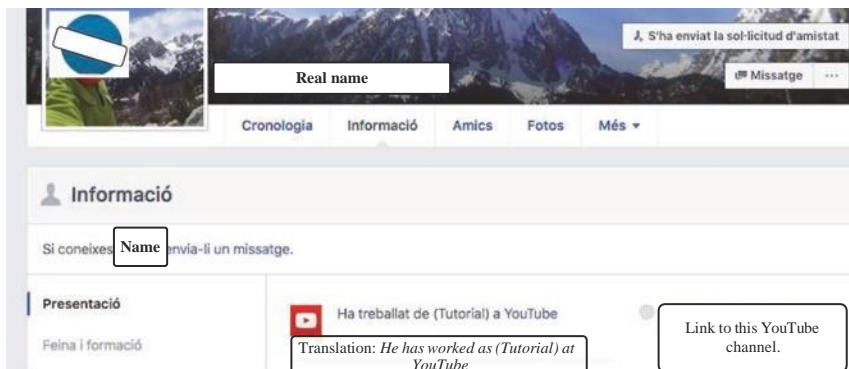 S'ha enviat la sol·licitud d'amistat
Real name
Missatge ...
Cronologia Informació Amics Fotos Més
Informació
Si coneixes Name envia-li un missatge.
Presentació
Ha treballat de (Tutorial) a YouTube
Link to this YouTube
channel.
Feina i formació
Translation: He has worked as (Tutorial) at
YouTube